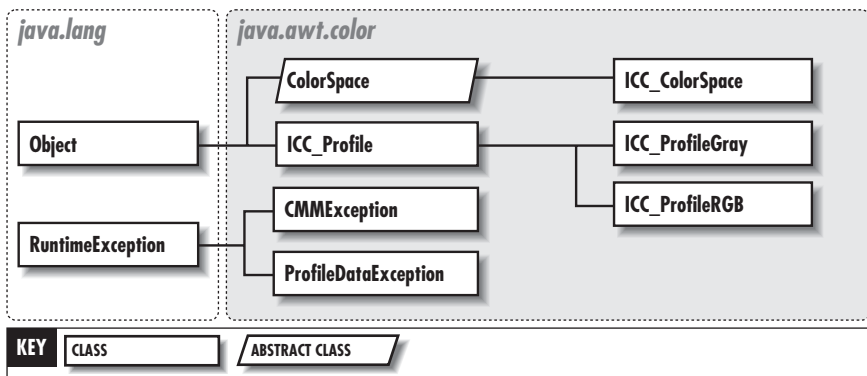 java.lang
java.awt.color
ColorSpace
ICC_ColorSpace
Object
ICC_Profile
ICC_ProfileGray
ICC_ProfileRGB
CMMException
RuntimeException
ProfileDataException
KEY
CLASS
ABSTRACT CLASS